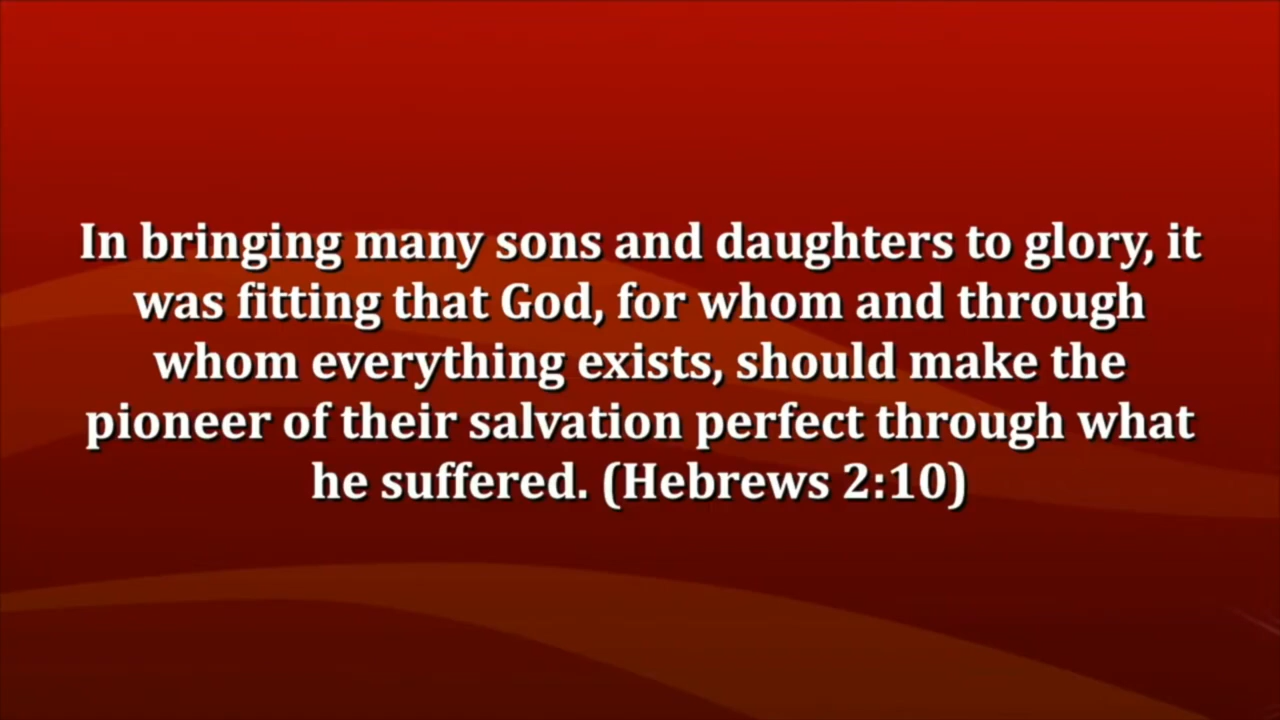 In bringing many sons and daughters to glory, it
was fitting that God, for whom and through
whom everything exists, should make the
pioneer of their salvation perfect through what
he suffered. (Hebrews 2:10)